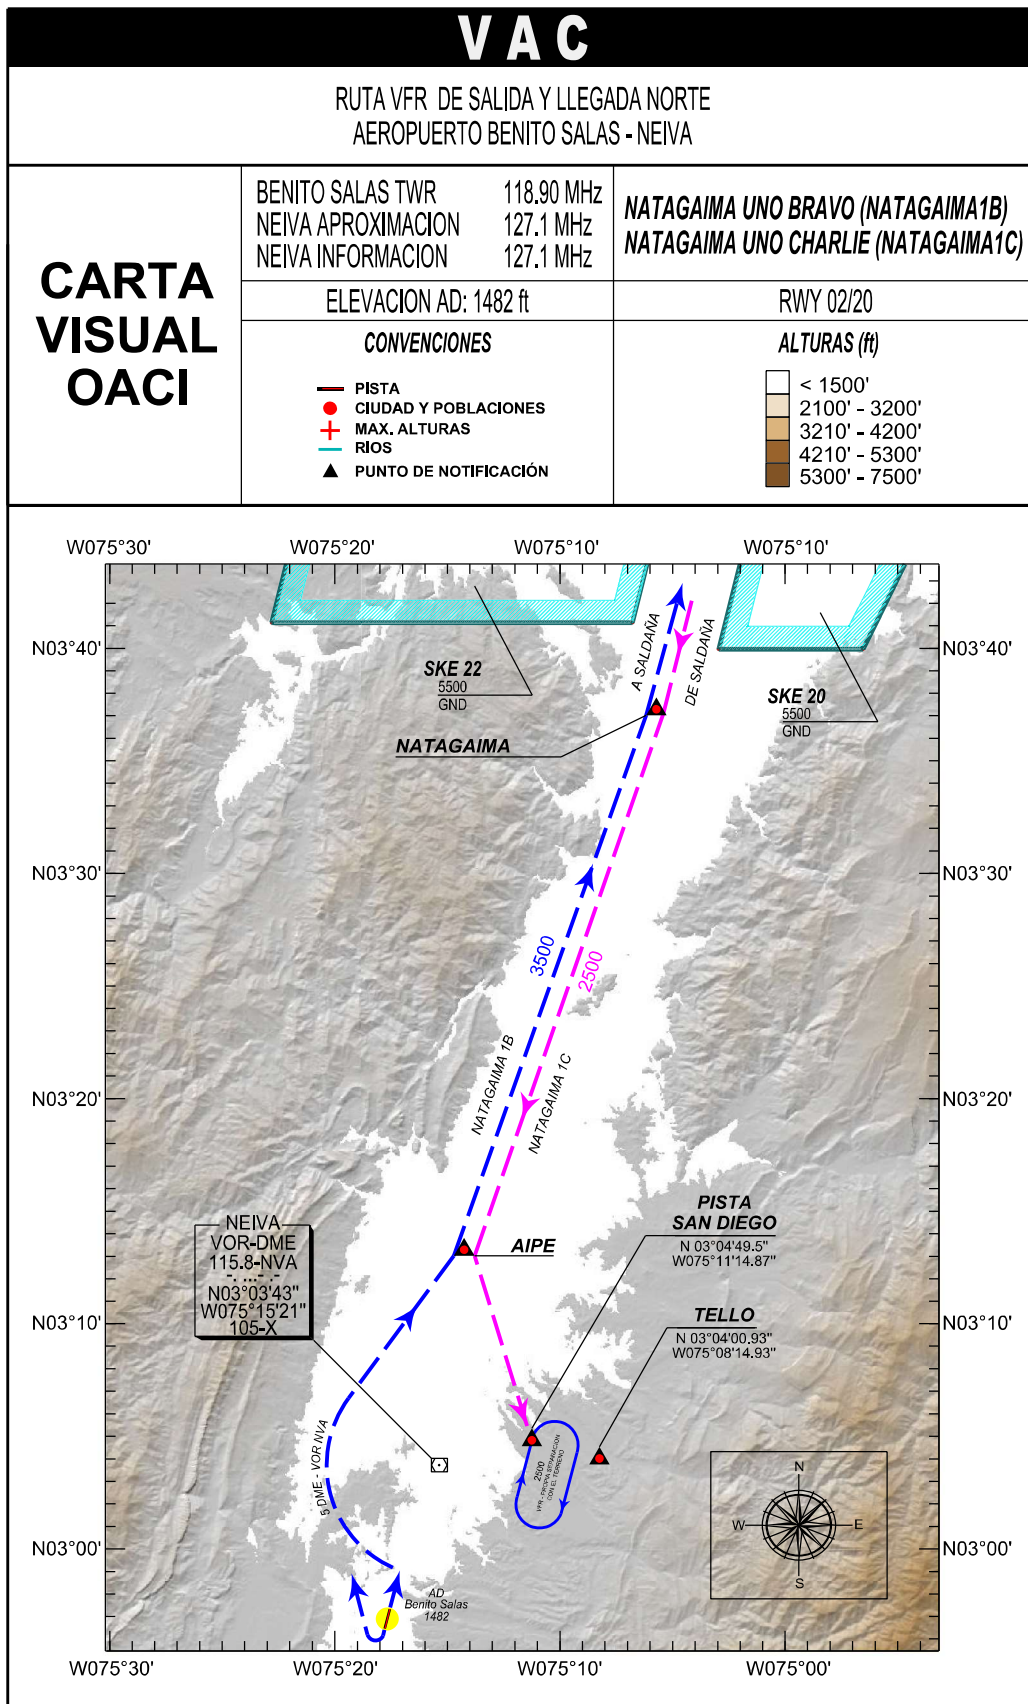 VAC
RUTA VFR DE SALIDA Y LLEGADA NORTE
AEROPUERTO BENITO SALAS - NEIVA
CARTA
VISUAL
OACI
BENITO SALAS TWR 118.90 MHz
NEIVA APROXIMACION 127.1 MHz
NEIVA INFORMACION 127.1 MHz
NATAGAIMA UNO BRAVO (NATAGAIMA1B)
NATAGAIMA UNO CHARLIE (NATAGAIMA1C)
ELEVACION AD: 1482 ft
RWY 02/20
CONVENCIONES
PISTA
CIUDAD Y POBLACIONES
MAX. ALTURAS
RIOS
PUNTO DE NOTIFICACIÓN
ALTURAS (ft)
< 1500'
2100' - 3200'
3210' - 4200'
4210' - 5300'
5300' - 7500'
W075°30' W075°20' W075°10' W075°10'
N03°40' N03°40'
A SALDAÑA
DE SALDAÑA
SKE 22
5500
GND
SKE 20
5500
GND
NATAGAIMA
N03°30' N03°30'
3500
2500
NATAGAIMA 1B
NATAGAIMA 1C
N03°20' N03°20'
PISTA
SAN DIEGO
N 03°04'49.5"
W075°11'14.87"
NEIVA
VOR-DME
115.8-NVA
-. ...- .-
N03°03'43"
W075°15'21"
105-X
AIPE
N03°10' N03°10'
TELLO
N 03°04'00.93"
W075°08'14.93"
5 DME - VOR NVA
2500
VFR - PROPIA SEPARACION
CON EL TERRENO
N
W E
S
N03°00' N03°00'
AD
Benito Salas
1482
W075°30' W075°20' W075°10' W075°00'